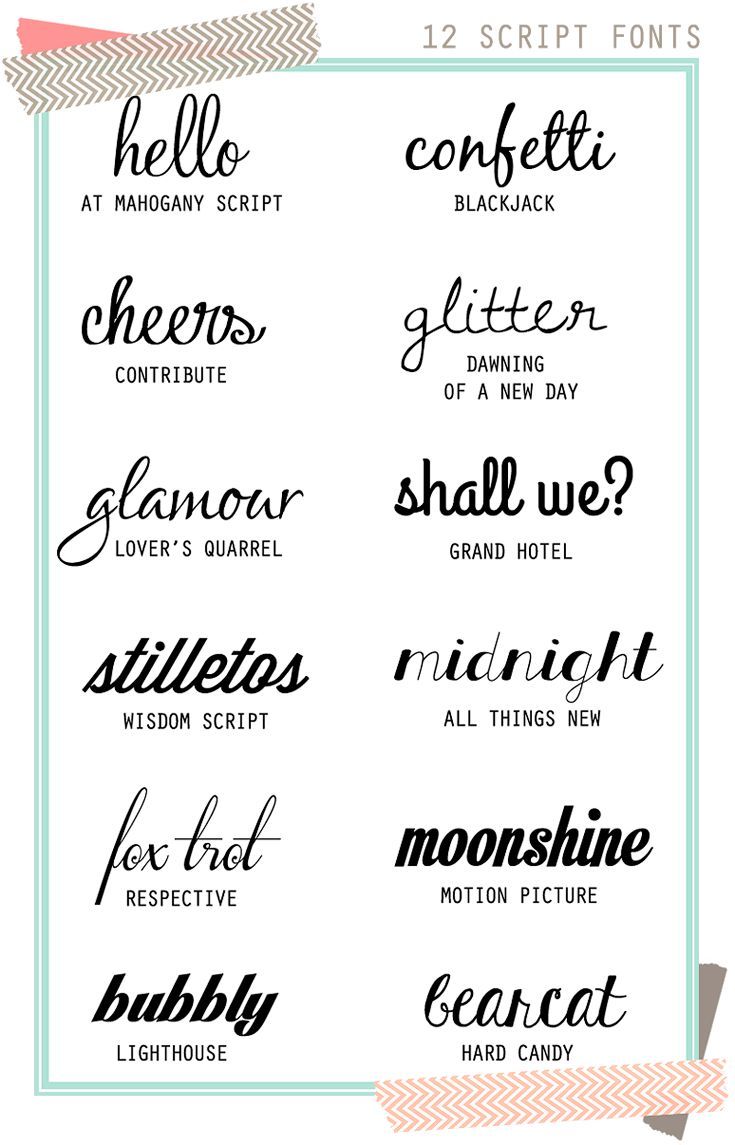 12 SCRIPT FONTS
hello
AT MAHOGANY SCRIPT
confetti
BLACKJACK
cheers
CONTRIBUTE
glitter
DAWNING
OF A NEW DAY
glamour
LOVER'S QUARREL
shall we?
GRAND HOTEL
stilletos
WISDOM SCRIPT
midnight
ALL THINGS NEW
fox trot
RESPECTIVE
moonshine
MOTION PICTURE
bubbly
LIGHTHOUSE
bearcat
HARD CANDY